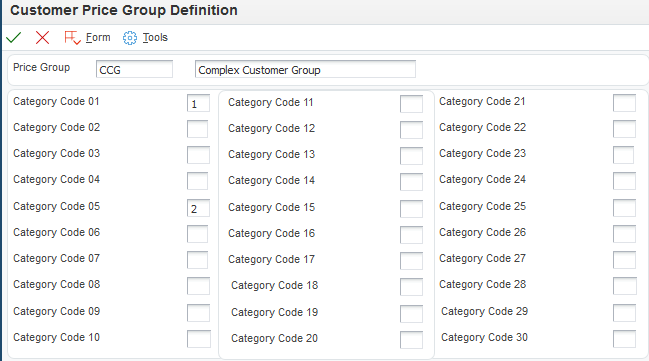 Customer Price Group Definition
Form Tools
Price Group CCG Complex Customer Group
Category Code 01 1 Category Code 11 Category Code 21
Category Code 02 Category Code 12 Category Code 22
Category Code 03 Category Code 13 Category Code 23
Category Code 04 Category Code 14 Category Code 24
Category Code 05 2 Category Code 15 Category Code 25
Category Code 06 Category Code 16 Category Code 26
Category Code 07 Category Code 17 Category Code 27
Category Code 08 Category Code 18 Category Code 28
Category Code 09 Category Code 19 Category Code 29
Category Code 10 Category Code 20 Category Code 30